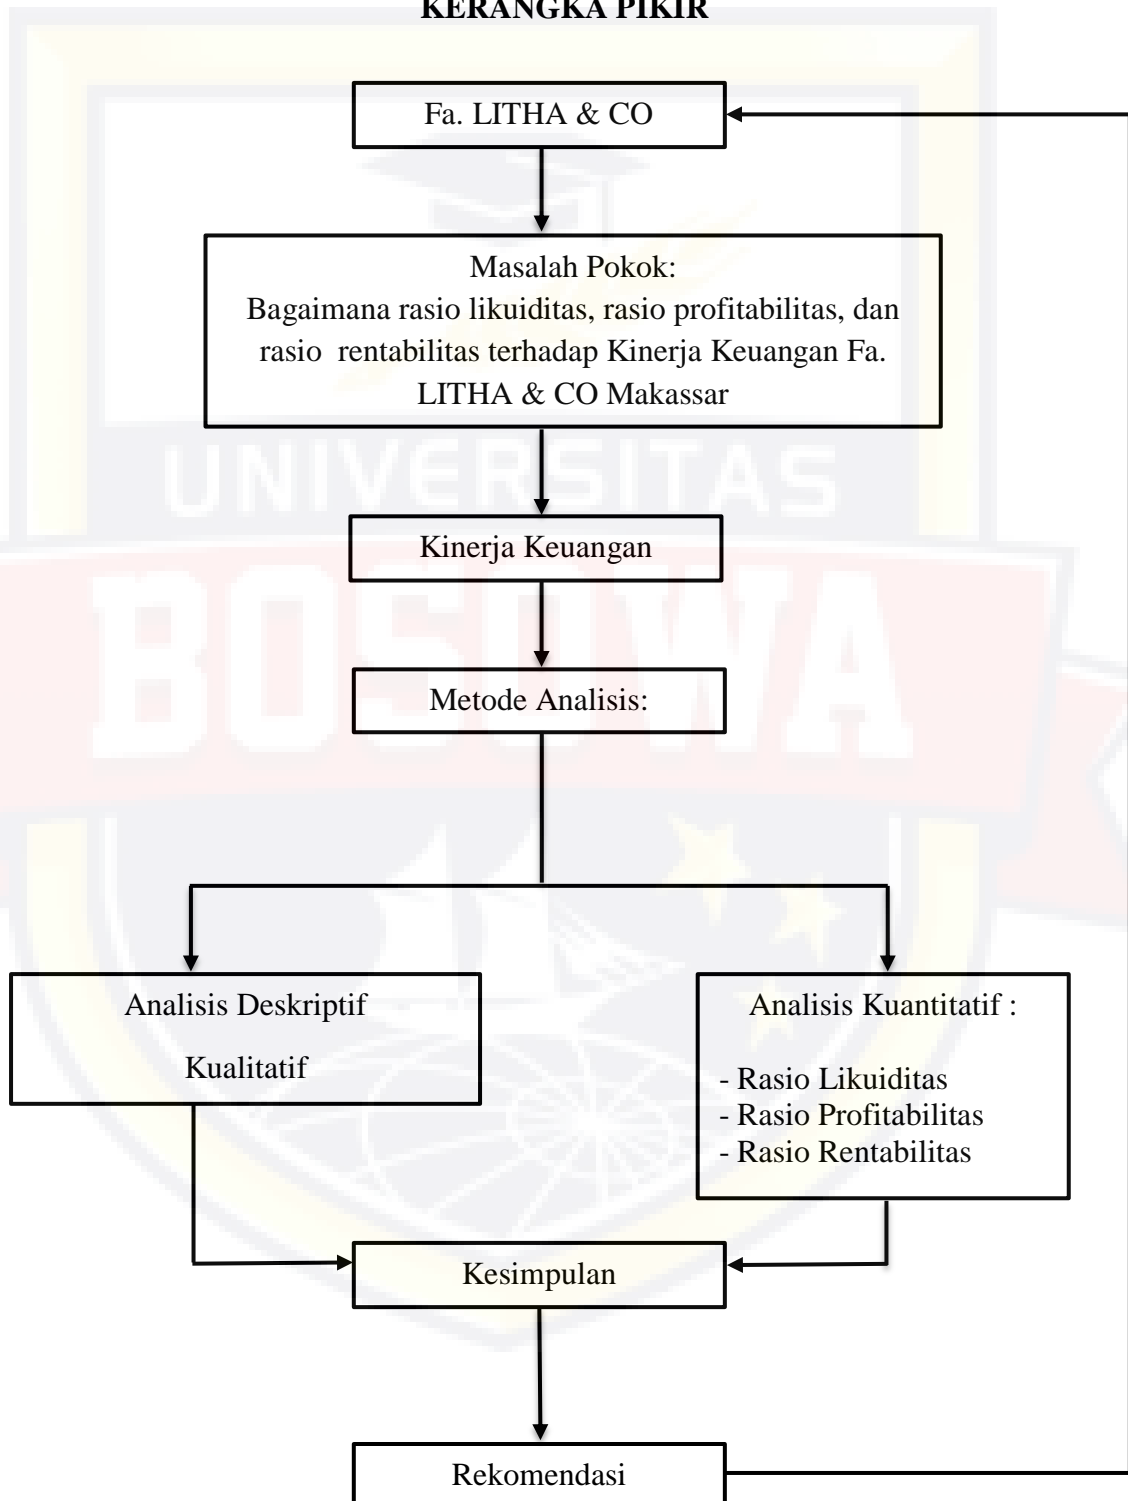 KERANGKA PIKIR
Fa. LITHA & CO
Masalah Pokok:
Bagaimana rasio likuiditas, rasio profitabilitas, dan
rasio rentabilitas terhadap Kinerja Keuangan Fa.
LITHA & CO Makassar
UNIVERSITAS
Kinerja Keuangan
BOSOWA
Metode Analisis:
Analisis Deskriptif
Kualitatif
Analisis Kuantitatif :
- Rasio Likuiditas
- Rasio Profitabilitas
- Rasio Rentabilitas
Kesimpulan
Rekomendasi